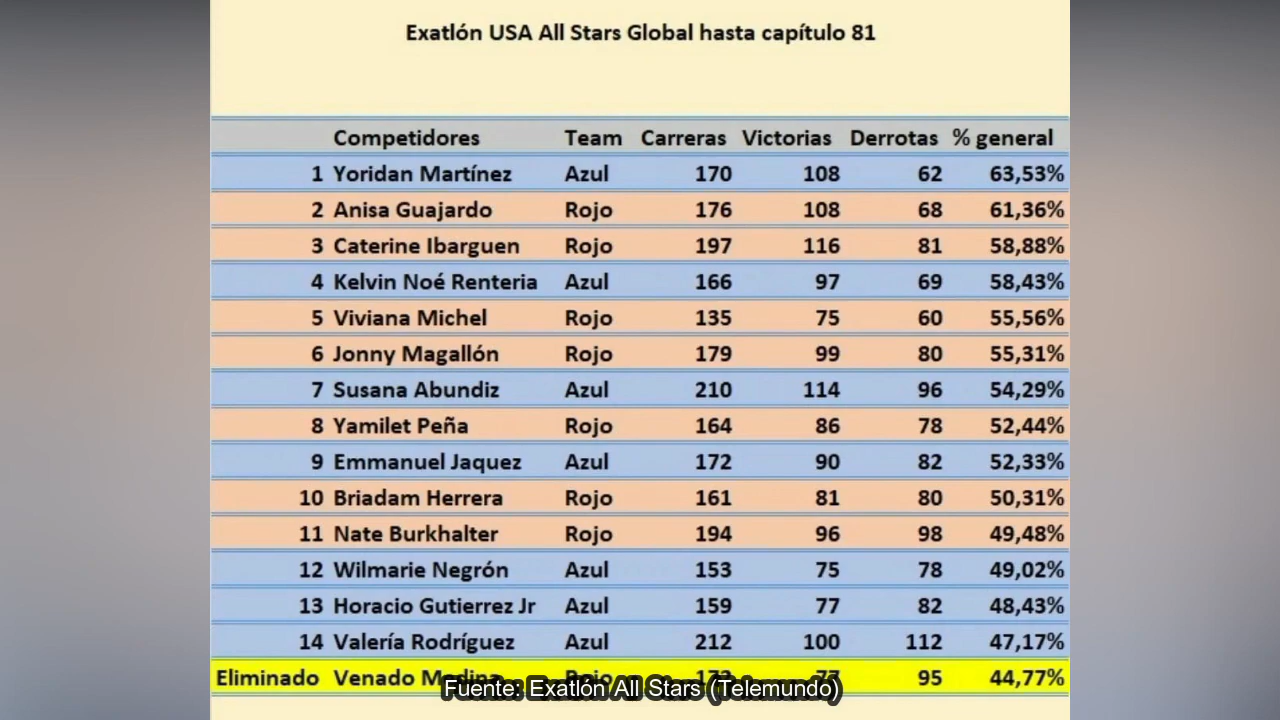 Exatlón USA All Stars Global hasta capítulo 81
Competidores Team Carreras Victorias Derrotas % general
1 Yoridan Martínez Azul 170 108 62 63,53%
2 Anisa Guajardo Rojo 176 108 68 61,36%
3 Caterine Ibarguen Rojo 197 116 81 58,88%
4 Kelvin Noé Renteria Azul 166 97 69 58,43%
5 Viviana Michel Rojo 135 75 60 55,56%
6 Jonny Magallón Rojo 179 99 80 55,31%
7 Susana Abundiz Azul 210 114 96 54,29%
8 Yamilet Peña Rojo 164 86 78 52,44%
9 Emmanuel Jaquez Azul 172 90 82 52,33%
10 Briadam Herrera Rojo 161 81 80 50,31%
11 Nate Burkhalter Rojo 194 96 98 49,48%
12 Wilmarie Negrón Azul 153 75 78 49,02%
13 Horacio Gutierrez Jr Azul 159 77 82 48,43%
14 Valería Rodríguez Azul 212 100 112 47,17%
Eliminado Venado Medina Rojo 172 77 95 44,77%
Fuente: Exatlón All Stars (Telemundo)